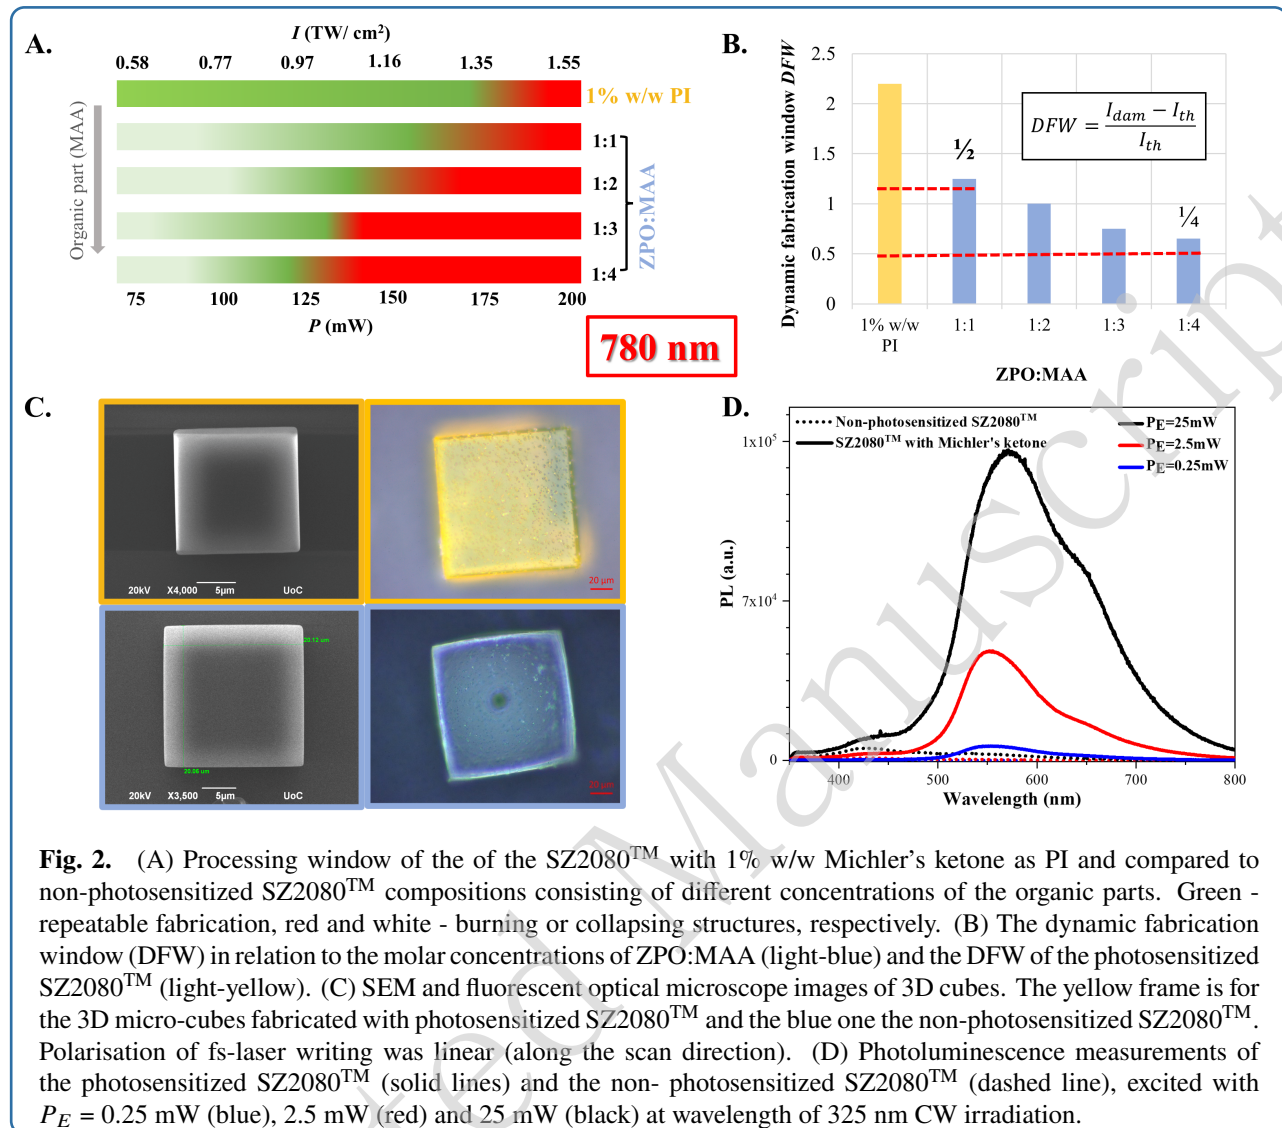 A.
I (TW/ cm²)
0.58 0.77 0.97 1.16 1.35 1.55
1% w/w PI
1:1
1:2
1:3
1:4
Organic part (MAA)
ZPO:MAA
75 100 125 150 175 200
P (mW)
780 nm
B.
Dynamic fabrication window DFW
2.5
2
1.5
1
0.5
0
DFW = (I_dam − I_th) / I_th
½
¼
1% w/w PI 1:1 1:2 1:3 1:4
ZPO:MAA
C.
20kV X4,000 5µm UoC
20 µm
20.12 um
20.06 um
20kV X3,500 5µm UoC
20 µm
D.
Non-photosensitized SZ2080™
SZ2080™ with Michler's ketone
P_E=25mW
P_E=2.5mW
P_E=0.25mW
PL (a.u.)
1x10⁵
7x10⁴
0
400 500 600 700 800
Wavelength (nm)
Fig. 2. (A) Processing window of the of the SZ2080™ with 1% w/w Michler's ketone as PI and compared to
non-photosensitized SZ2080™ compositions consisting of different concentrations of the organic parts. Green -
repeatable fabrication, red and white - burning or collapsing structures, respectively. (B) The dynamic fabrication
window (DFW) in relation to the molar concentrations of ZPO:MAA (light-blue) and the DFW of the photosensitized
SZ2080™ (light-yellow). (C) SEM and fluorescent optical microscope images of 3D cubes. The yellow frame is for
the 3D micro-cubes fabricated with photosensitized SZ2080™ and the blue one the non-photosensitized SZ2080™.
Polarisation of fs-laser writing was linear (along the scan direction). (D) Photoluminescence measurements of
the photosensitized SZ2080™ (solid lines) and the non- photosensitized SZ2080™ (dashed line), excited with
P_E = 0.25 mW (blue), 2.5 mW (red) and 25 mW (black) at wavelength of 325 nm CW irradiation.
ted Manuscript